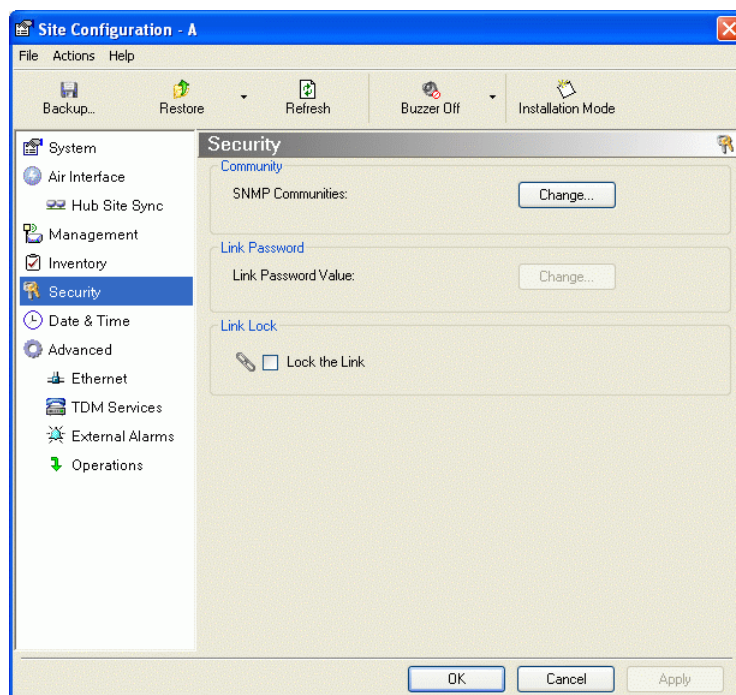 Site Configuration - A
File Actions Help
Backup... Restore Refresh Buzzer Off Installation Mode
System
Air Interface
Hub Site Sync
Management
Inventory
Security
Date & Time
Advanced
Ethernet
TDM Services
External Alarms
Operations
Security
Community
SNMP Communities: Change...
Link Password
Link Password Value: Change...
Link Lock
Lock the Link
OK Cancel Apply